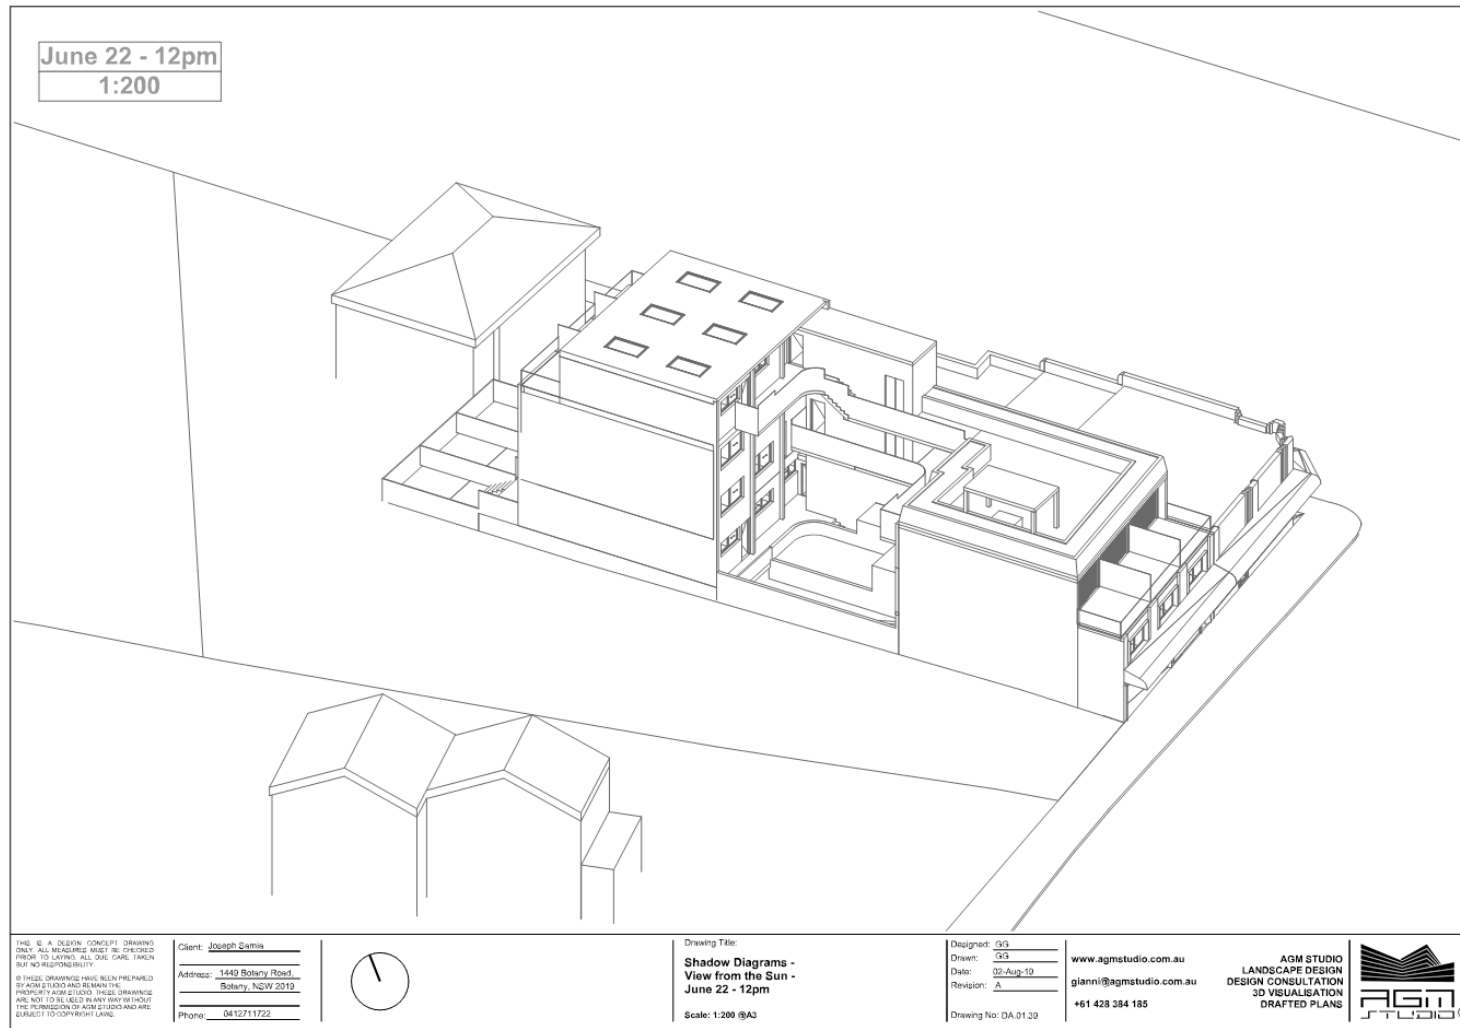 June 22 - 12pm
1:200
THIS IS A DESIGN CONCEPT DRAWING
ONLY. ALL MEASURES MUST BE CHECKED
PRIOR TO LAYING. ALL DUE CARE TAKEN
BUT NO RESPONSIBILITY.
© THESE DRAWINGS HAVE BEEN PREPARED
BY AGM STUDIO AND REMAIN THE
PROPERTY AGM STUDIO. THESE DRAWINGS
ARE NOT TO BE USED IN ANY WAY WITHOUT
THE PERMISSION OF AGM STUDIO AND ARE
SUBJECT TO COPYRIGHT LAWS.
Client: Joseph Samia
Address: 1449 Botany Road,
Botany, NSW 2019
Phone: 0412711722
Drawing Title:
Shadow Diagrams -
View from the Sun -
June 22 - 12pm
Scale: 1:200 @A3
Designed: GG
Drawn: GG
Date: 02-Aug-19
Revision: A
Drawing No: DA.01.39
www.agmstudio.com.au
gianni@agmstudio.com.au
+61 428 384 185
AGM STUDIO
LANDSCAPE DESIGN
DESIGN CONSULTATION
3D VISUALISATION
DRAFTED PLANS
AGM
STUDIO